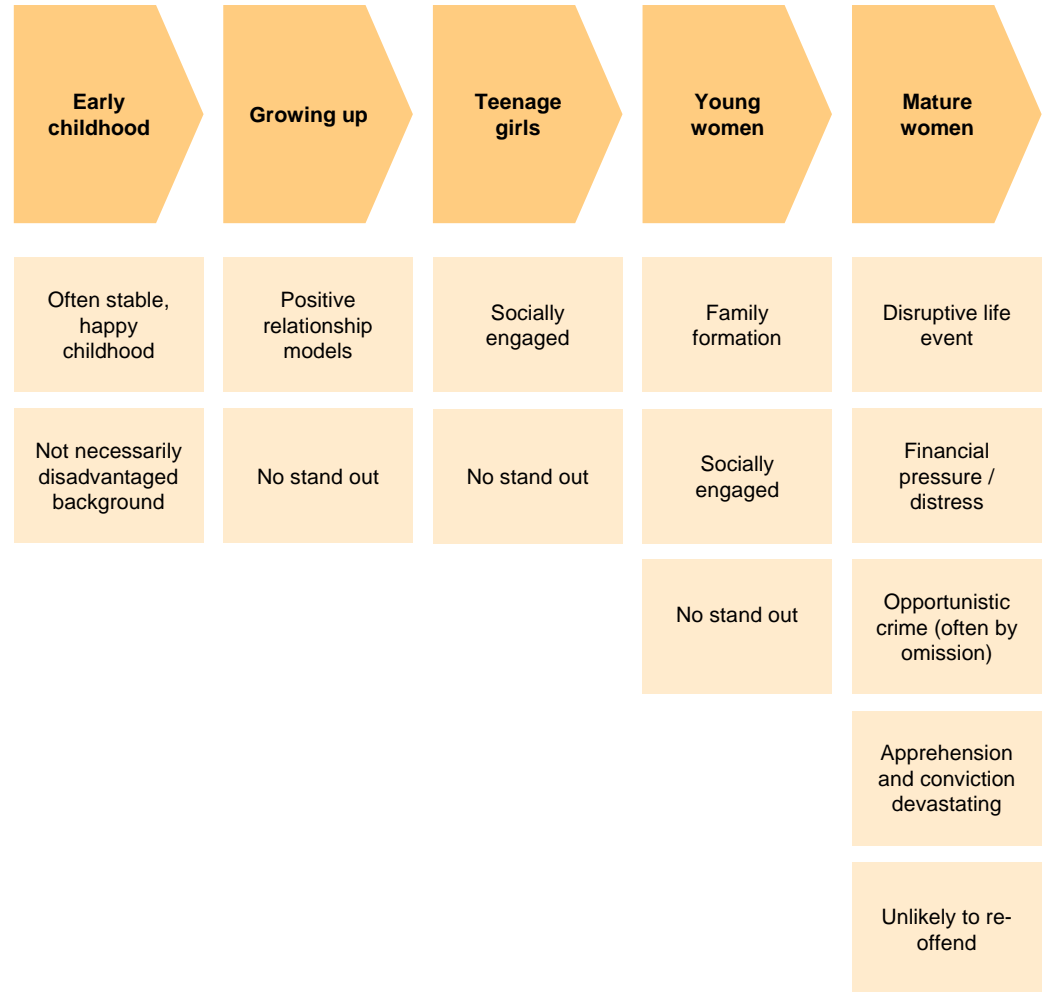 Early
childhood
Growing up
Teenage
girls
Young
women
Mature
women
Often stable,
happy
childhood
Positive
relationship
models
Socially
engaged
Family
formation
Disruptive life
event
Not necessarily
disadvantaged
background
No stand out
No stand out
Socially
engaged
Financial
pressure /
distress
No stand out
Opportunistic
crime (often by
omission)
Apprehension
and conviction
devastating
Unlikely to re-
offend